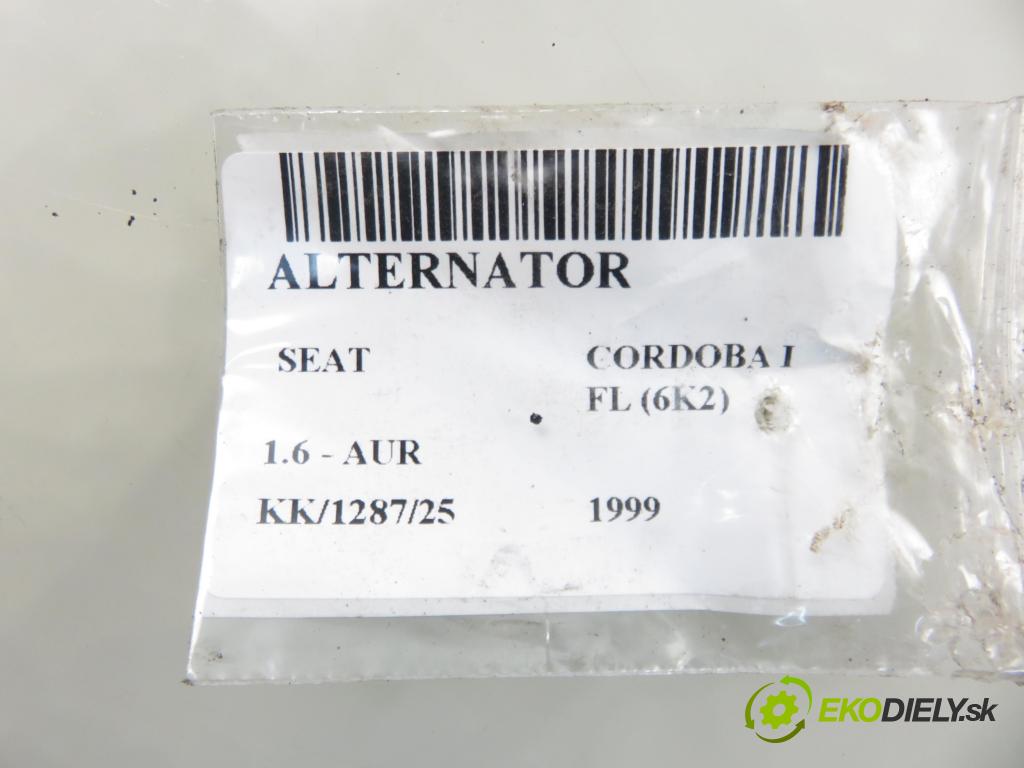 ALTERNATOR
SEAT
CORDOBA I
FL (6K2)
1.6 - AUR
KK/1287/25
1999
EKODIELY.sk